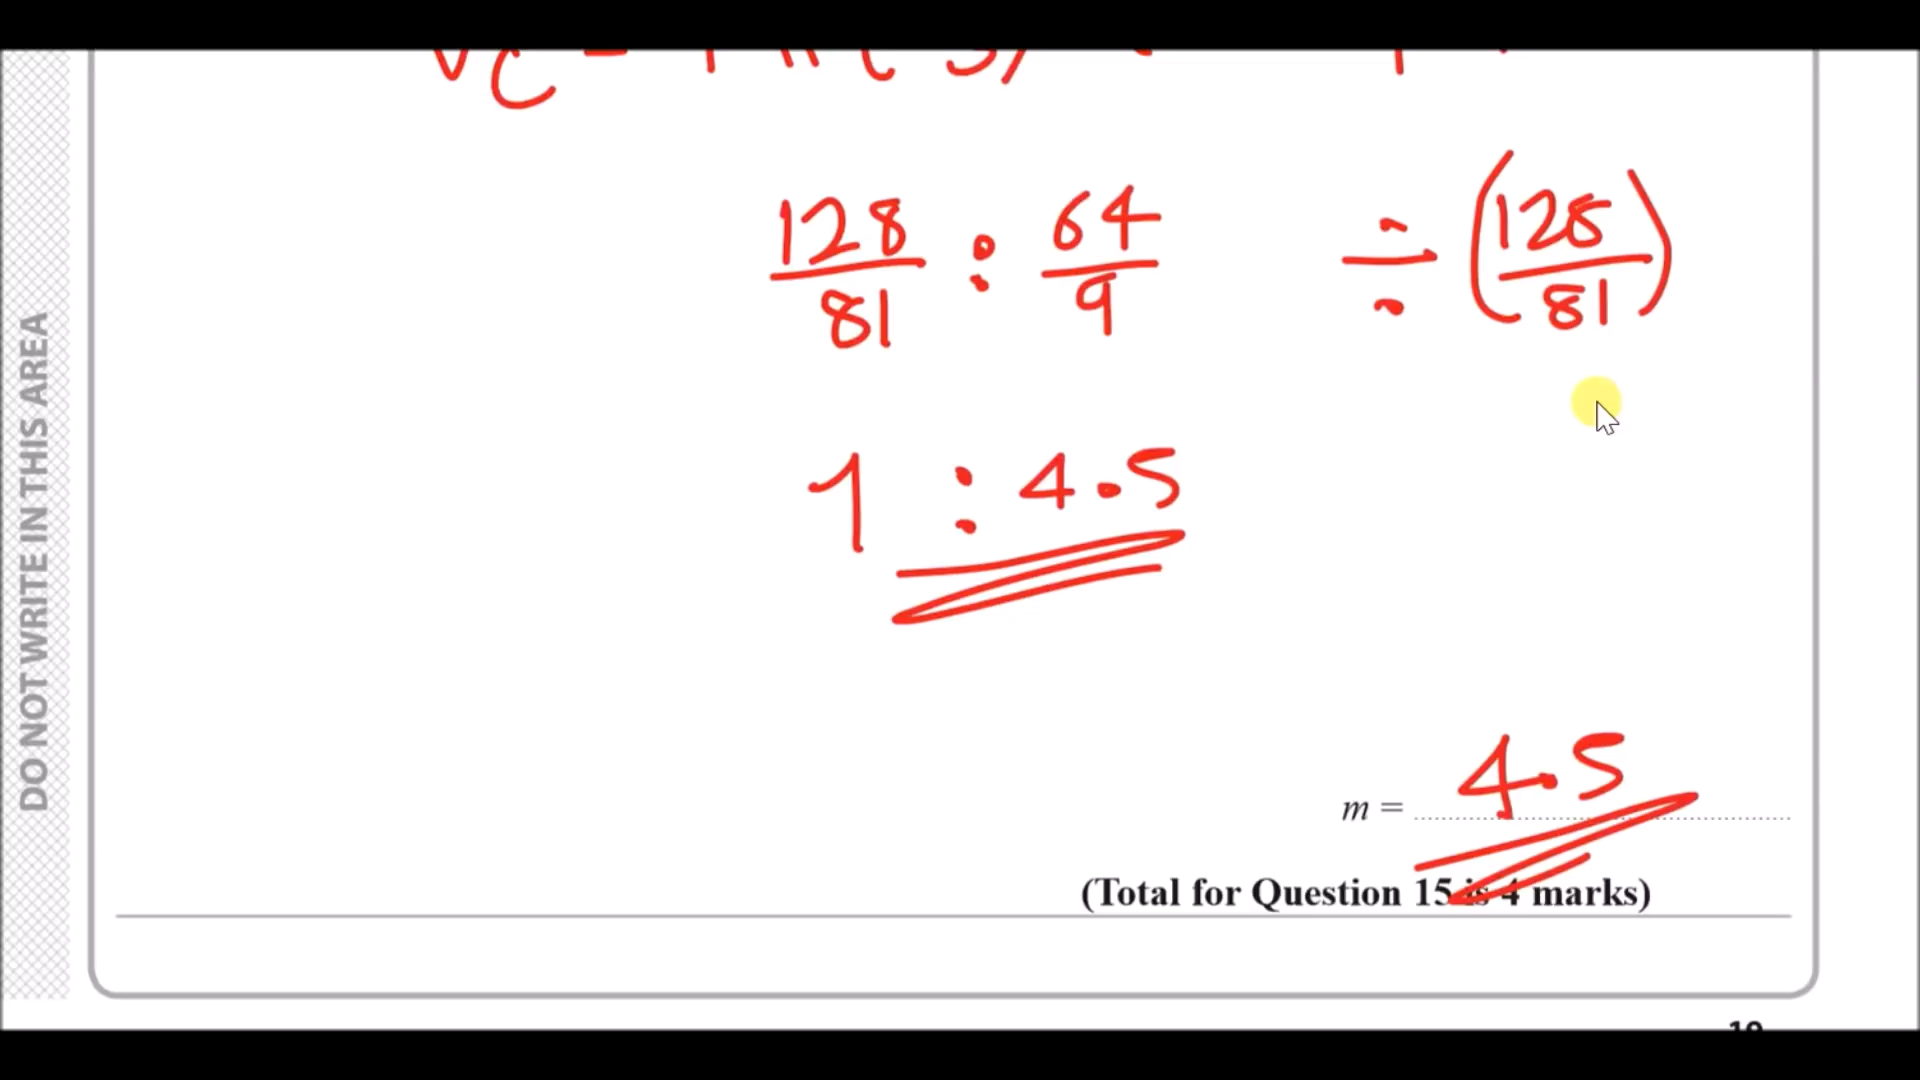 128/81 : 64/9 ÷ (128/81)
1 : 4.5
m = 4.5
(Total for Question 15 is 4 marks)
DO NOT WRITE IN THIS AREA